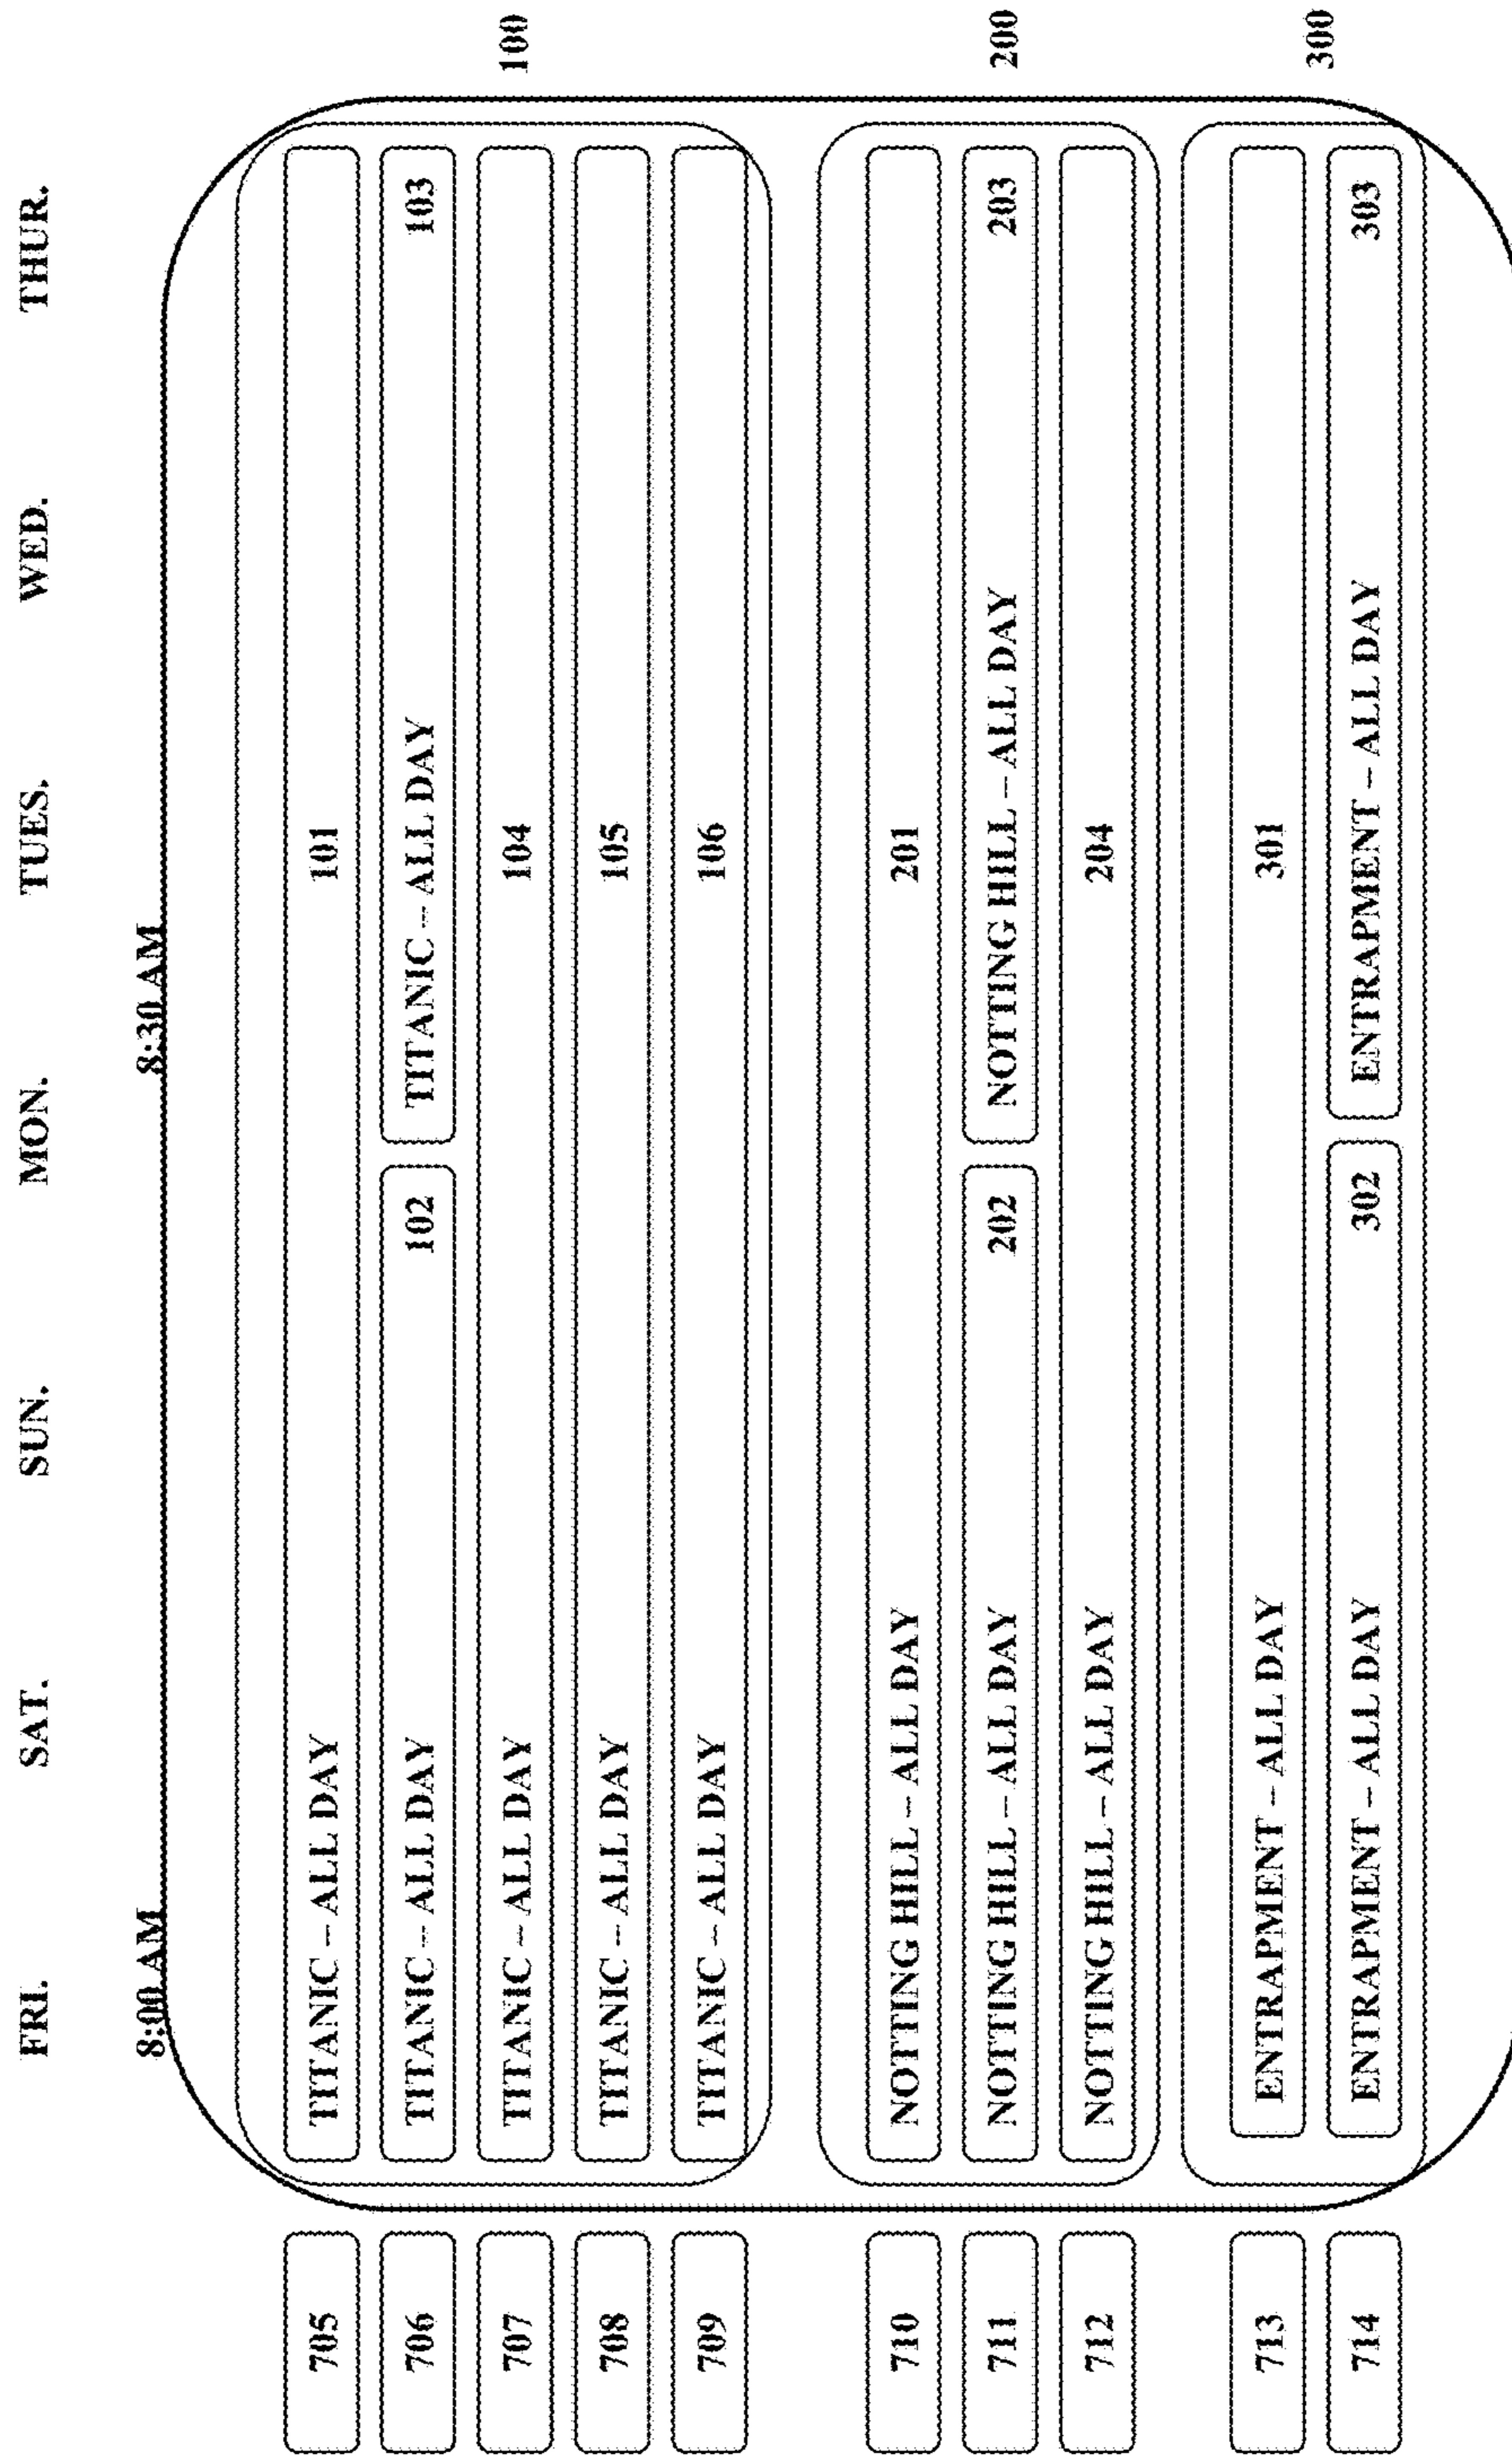 FRI. SAT. SUN. MON. TUES. WED. THUR.
8:00 AM 8:30 AM
705 TITANIC – ALL DAY 101
706 TITANIC – ALL DAY 102 TITANIC – ALL DAY 103
707 TITANIC – ALL DAY 104 100
708 TITANIC – ALL DAY 105
709 TITANIC – ALL DAY 106
710 NOTTING HILL – ALL DAY 201
711 NOTTING HILL – ALL DAY 202 NOTTING HILL – ALL DAY 203 200
712 NOTTING HILL – ALL DAY 204
713 ENTRAPMENT – ALL DAY 301 300
714 ENTRAPMENT – ALL DAY 302 ENTRAPMENT – ALL DAY 303